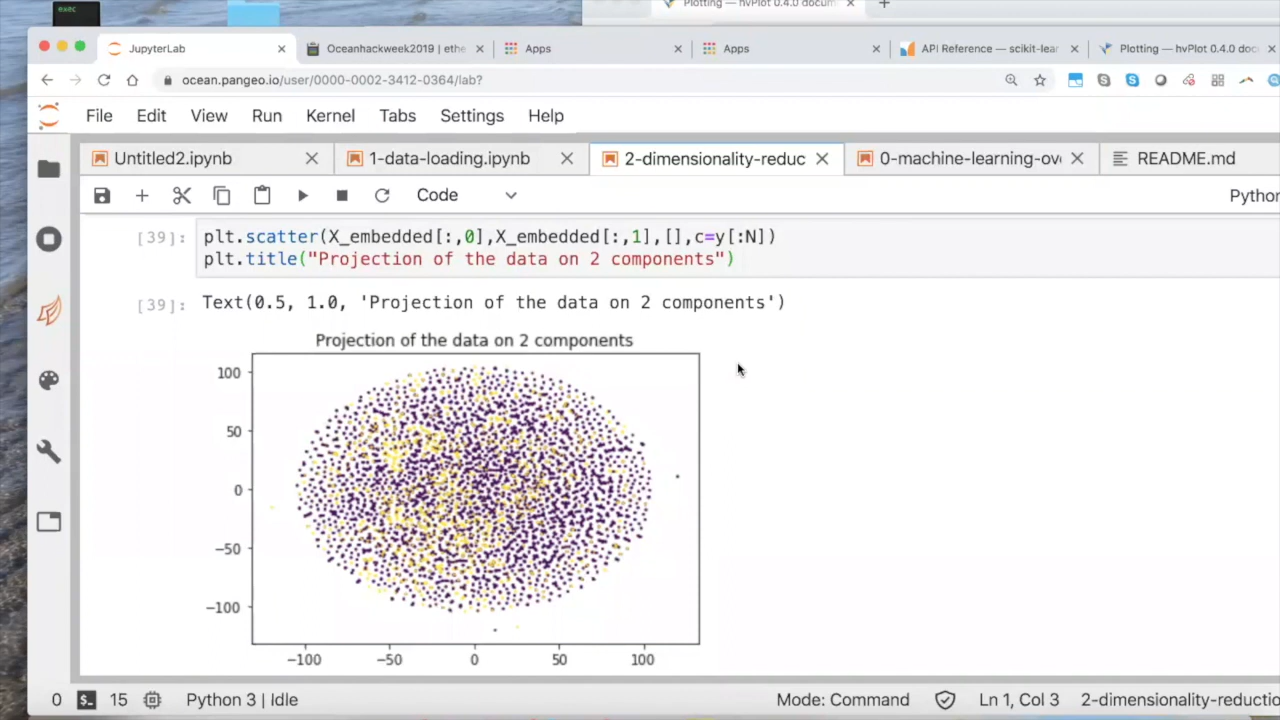 exec
Plotting — hvPlot 0.4.0 docum
JupyterLab
Oceanhackweek2019 | ethe
Apps
Apps
API Reference — scikit-lear
Plotting — hvPlot 0.4.0 doc
ocean.pangeo.io/user/0000-0002-3412-0364/lab?
File Edit View Run Kernel Tabs Settings Help
Untitled2.ipynb
1-data-loading.ipynb
2-dimensionality-reduc
0-machine-learning-ov
README.md
Code
Python
[39]:
plt.scatter(X_embedded[:,0],X_embedded[:,1],[],c=y[:N])
plt.title("Projection of the data on 2 components")
[39]:
Text(0.5, 1.0, 'Projection of the data on 2 components')
Projection of the data on 2 components
100
50
0
−50
−100
−100 −50 0 50 100
0 15 Python 3 | Idle Mode: Command Ln 1, Col 3 2-dimensionality-reductio